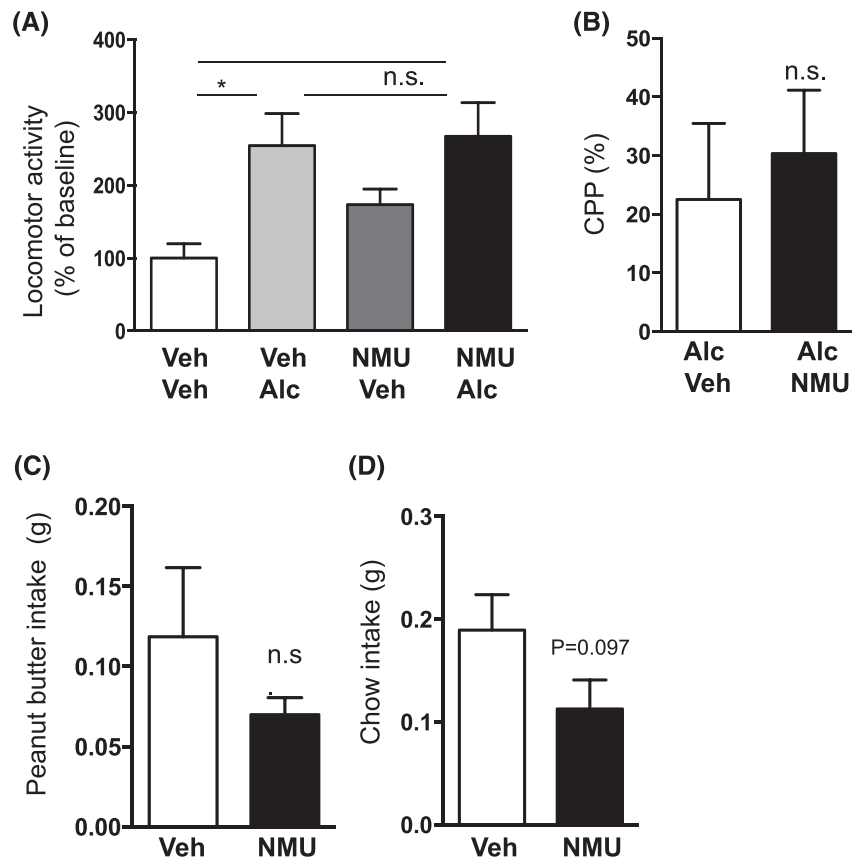 (A)
Locomotor activity
(% of baseline)
400
300
200
100
0
*
n.s.
Veh Veh NMU NMU
Veh Alc Veh Alc
(B)
CPP (%)
50
40
30
20
10
0
n.s.
Alc Alc
Veh NMU
(C)
Peanut butter intake (g)
0.20
0.15
0.10
0.05
0.00
n.s
Veh NMU
(D)
Chow intake (g)
0.3
0.2
0.1
0.0
P=0.097
Veh NMU